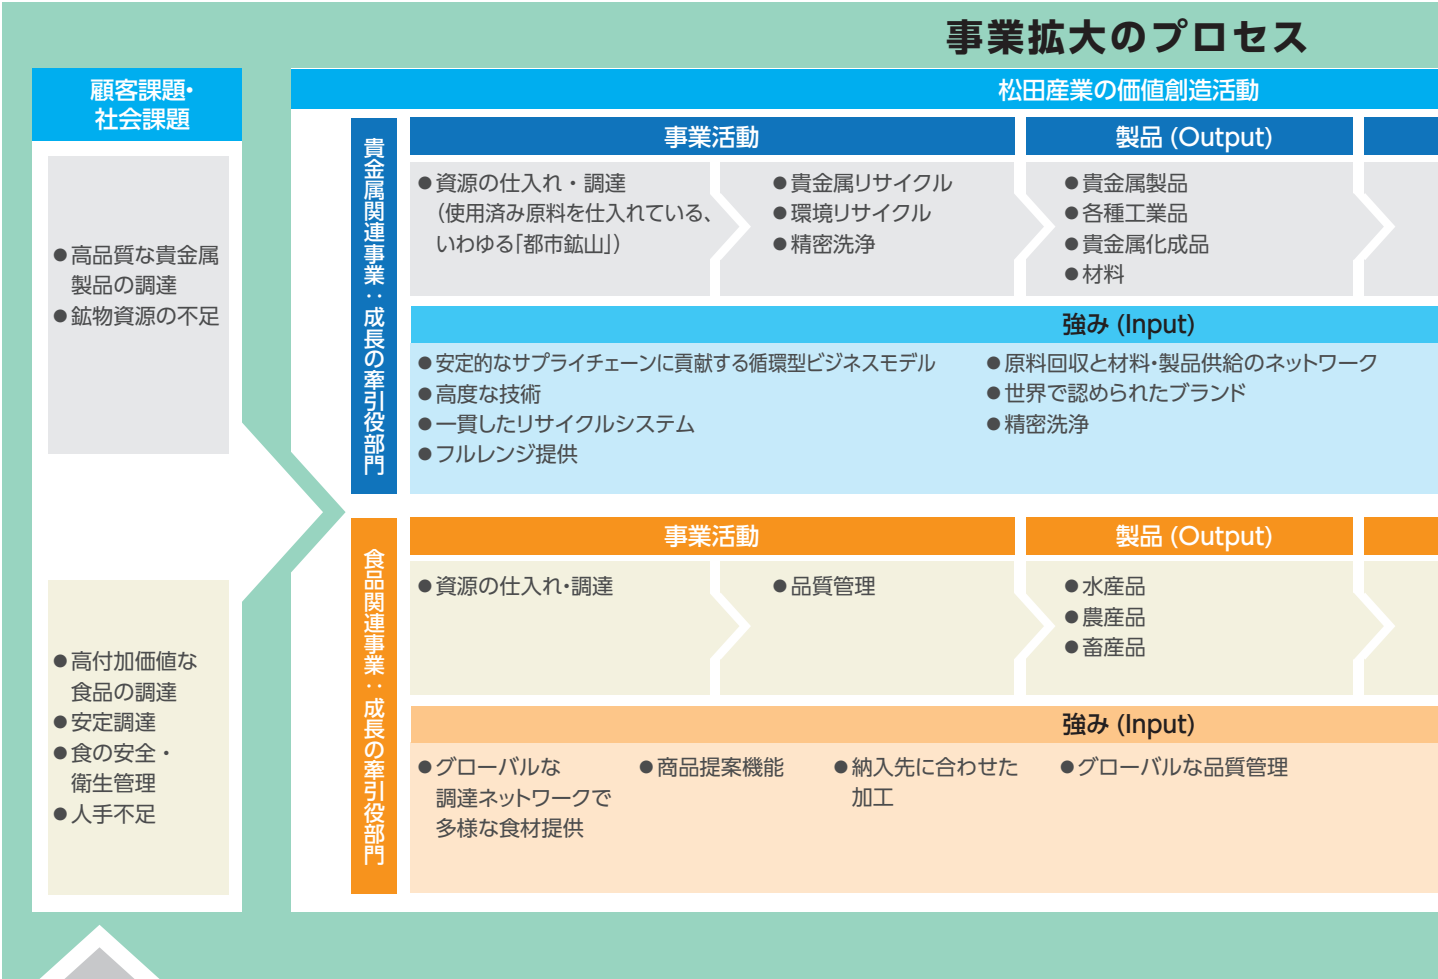 事業拡大のプロセス
顧客課題・
社会課題
●高品質な貴金属
製品の調達
●鉱物資源の不足
●高付加価値な
食品の調達
●安定調達
●食の安全・
衛生管理
●人手不足
松田産業の価値創造活動
貴金属関連事業：成長の牽引役部門
事業活動
●資源の仕入れ・調達
（使用済み原料を仕入れている、
いわゆる「都市鉱山」）
●貴金属リサイクル
●環境リサイクル
●精密洗浄
製品 (Output)
●貴金属製品
●各種工業品
●貴金属化成品
●材料
強み (Input)
●安定的なサプライチェーンに貢献する循環型ビジネスモデル
●高度な技術
●一貫したリサイクルシステム
●フルレンジ提供
●原料回収と材料・製品供給のネットワーク
●世界で認められたブランド
●精密洗浄
食品関連事業：成長の牽引役部門
事業活動
●資源の仕入れ・調達
●品質管理
製品 (Output)
●水産品
●農産品
●畜産品
強み (Input)
●グローバルな
調達ネットワークで
多様な食材提供
●商品提案機能
●納入先に合わせた
加工
●グローバルな品質管理